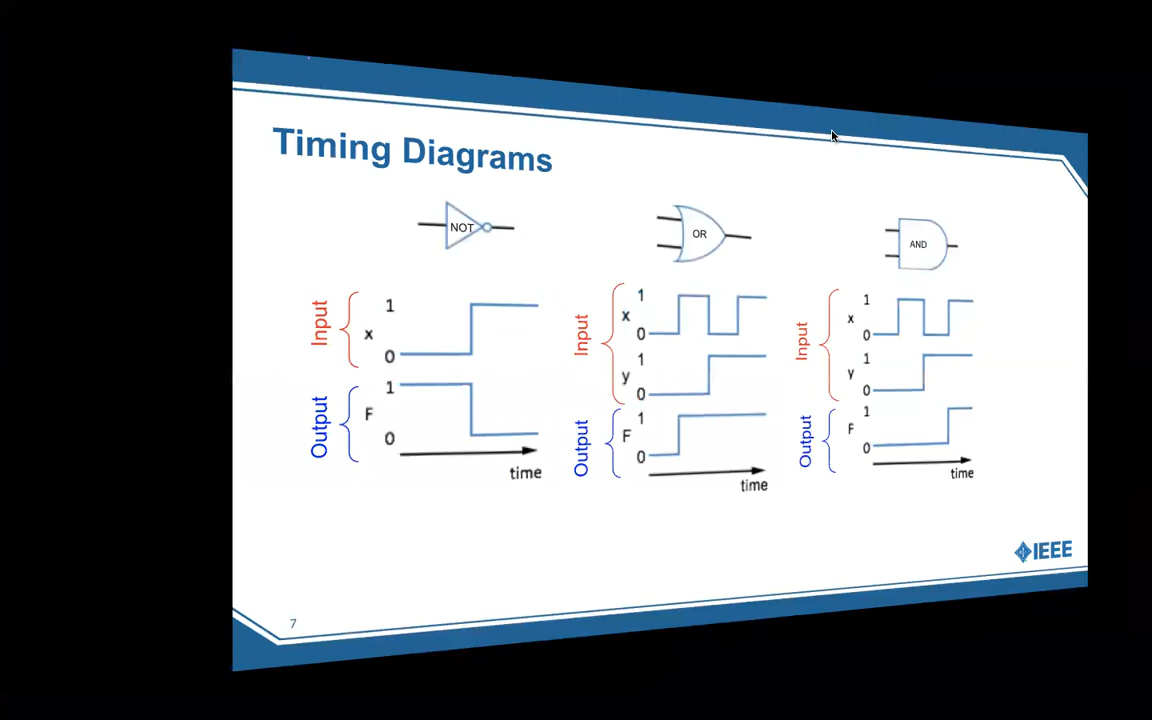 Timing Diagrams
NOT
OR
AND
Input
x
1
0
Output
F
1
0
time
Input
x
1
0
y
1
0
Output
F
1
0
time
Input
x
1
0
y
1
0
Output
F
1
0
time
IEEE
7